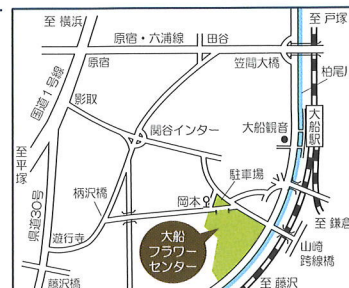 至 横浜
至 戸塚
原宿・六浦線
田谷
原宿
笠間大橋
国道1号線
柏尾川
影取
関谷インター
大船観音
大船駅
至平塚
駐車場
柄沢橋
岡本
県道30号
至 鎌倉
遊行寺
大船
フラワー
センター
山崎
跨線橋
藤沢橋
至 藤沢